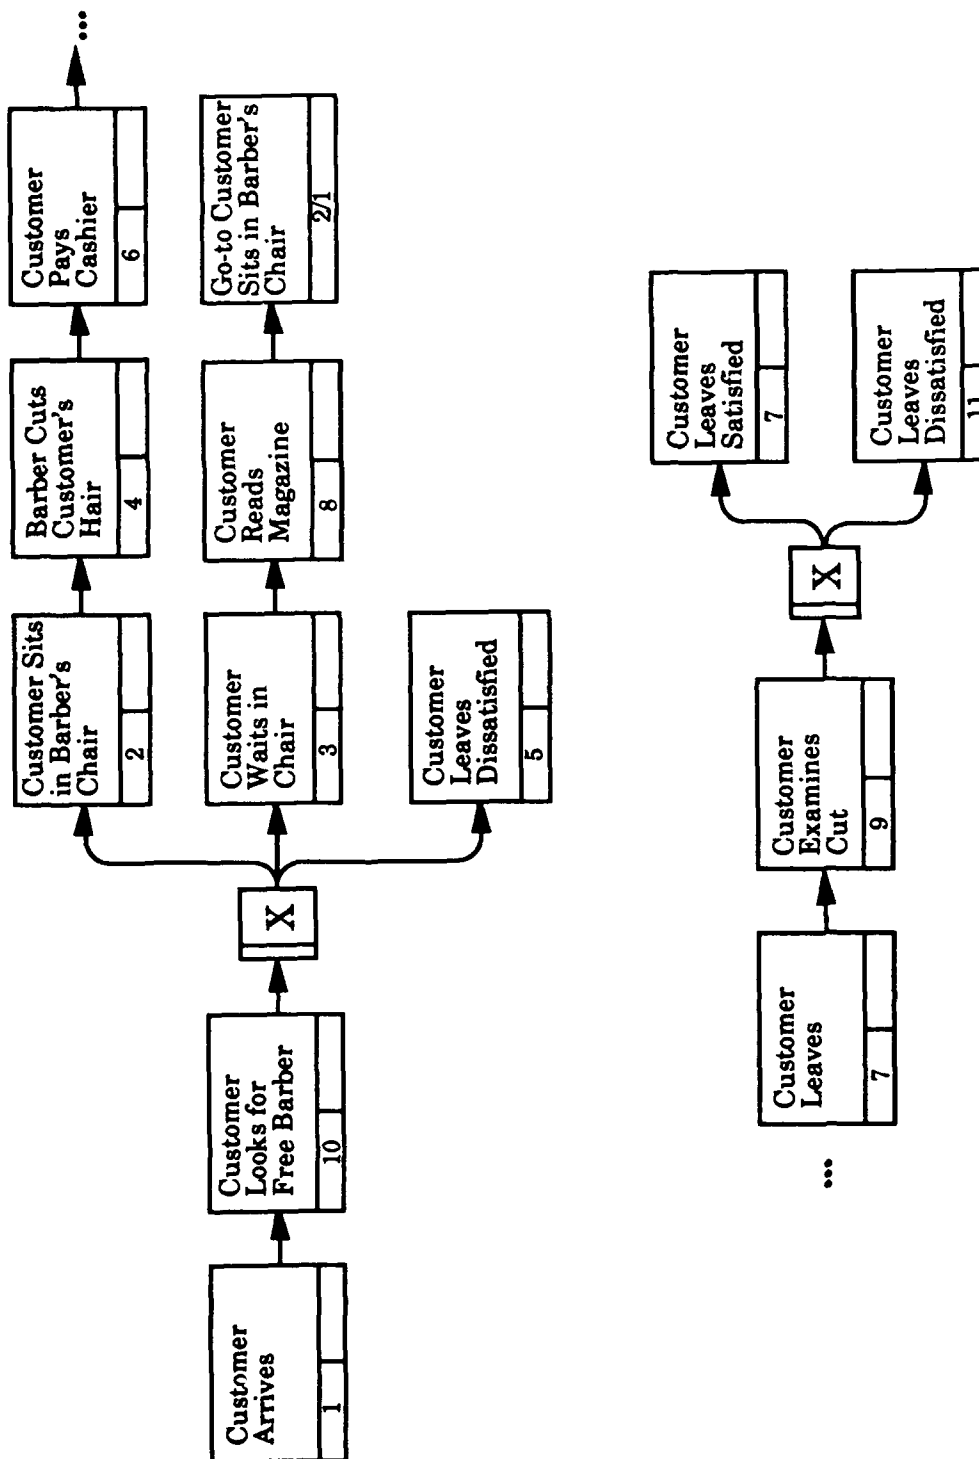 Customer
Arrives
1
Customer
Looks for
Free Barber
10
X
Customer Sits
in Barber's
Chair
2
Barber Cuts
Customer's
Hair
4
Customer
Pays
Cashier
6
...
Customer
Waits in
Chair
3
Customer
Reads
Magazine
8
Go-to Customer
Sits in Barber's
Chair
2/1
Customer
Leaves
Dissatisfied
5
...
Customer
Leaves
7
Customer
Examines
Cut
9
X
Customer
Leaves
Satisfied
7
Customer
Leaves
Dissatisfied
11